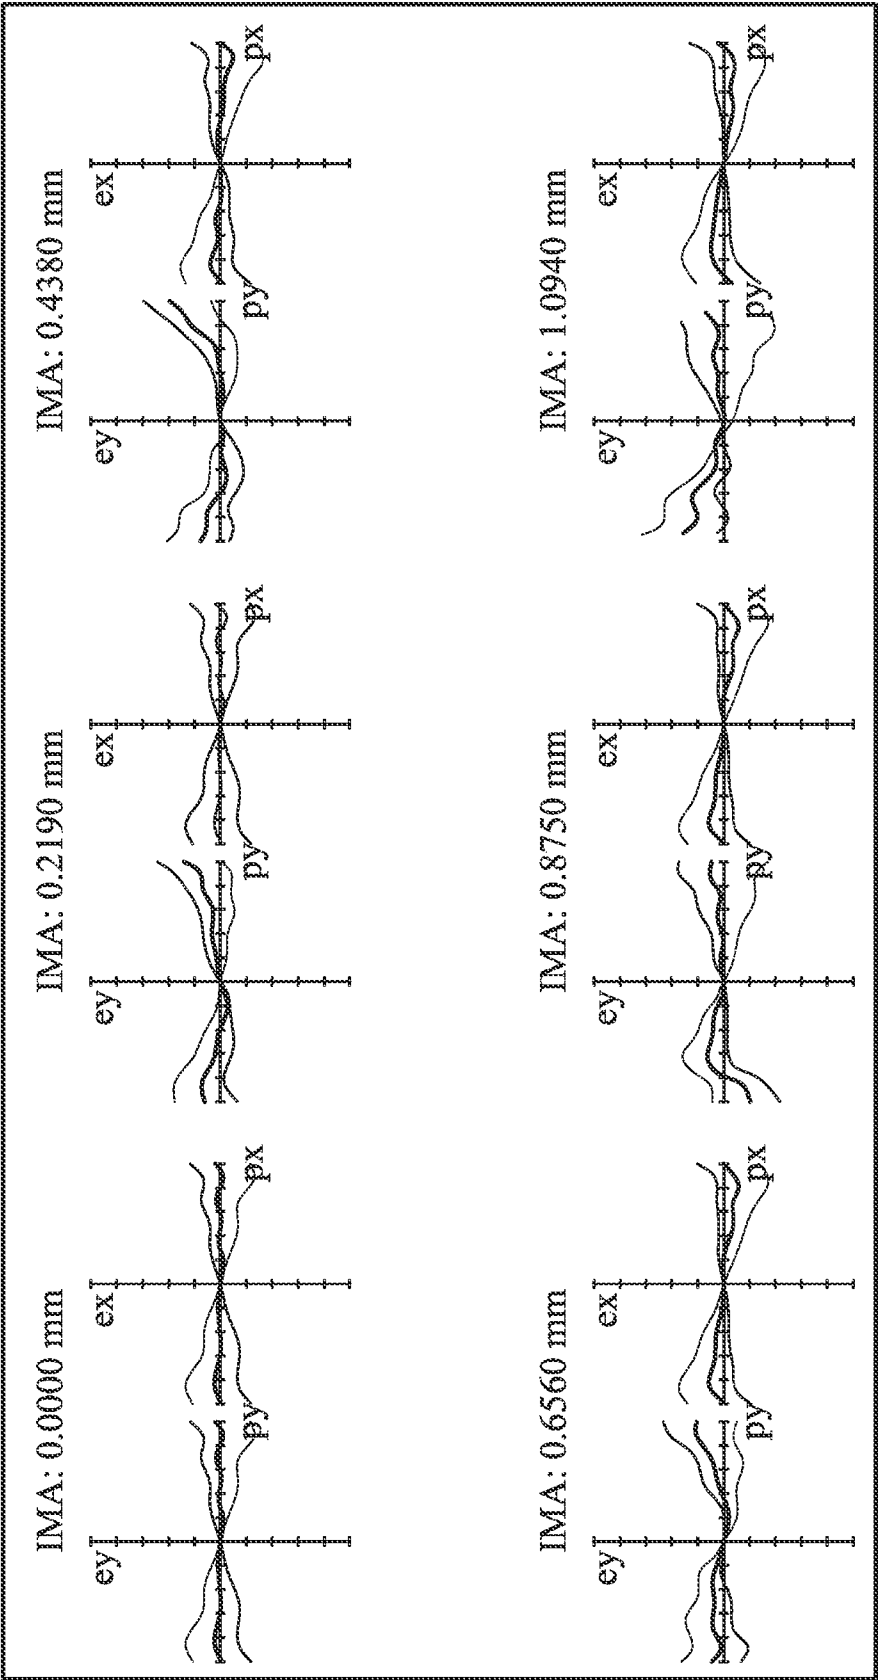 IMA: 0.0000 mm
ey
py
ex
px
IMA: 0.2190 mm
ey
py
ex
px
IMA: 0.4380 mm
ey
py
ex
px
IMA: 0.6560 mm
ey
py
ex
px
IMA: 0.8750 mm
ey
py
ex
px
IMA: 1.0940 mm
ey
py
ex
px